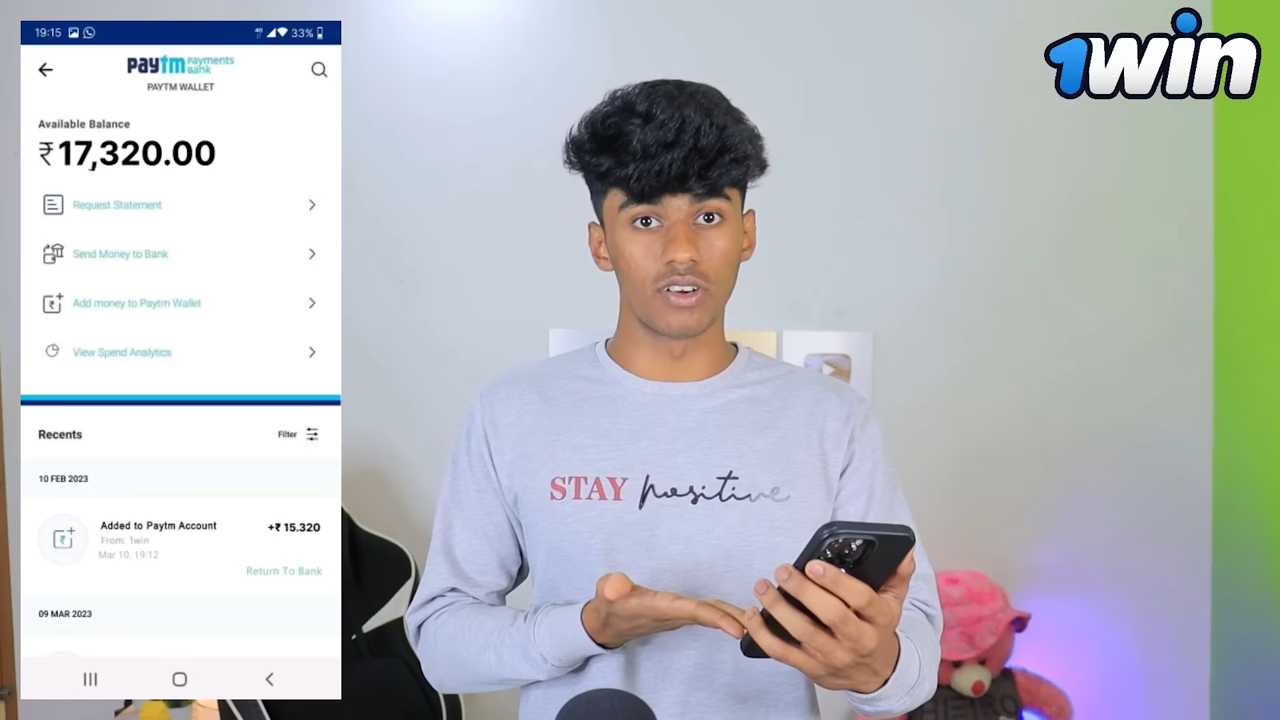 19:15
4G 33%
paytm payments
Bank
PAYTM WALLET
Available Balance
₹17,320.00
Request Statement
Send Money to Bank
Add money to Paytm Wallet
View Spend Analytics
Recents
Filter
10 FEB 2023
Added to Paytm Account
+₹ 15.320
From: 1win
Mar 10. 19:12
Return To Bank
09 MAR 2023
1win
STAY positive